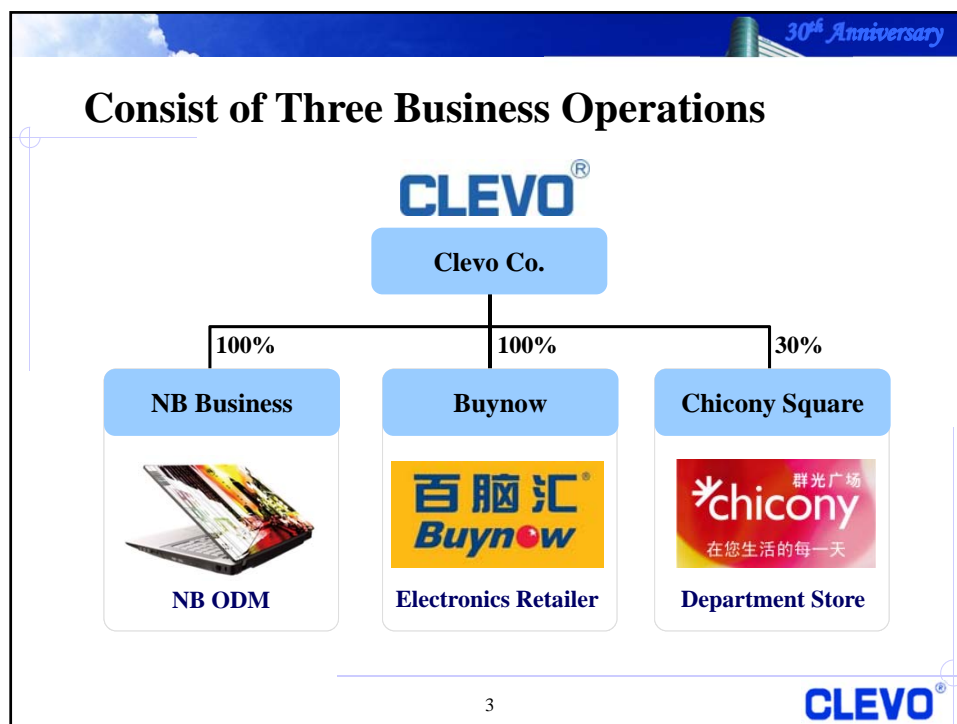 30th Anniversary
Consist of Three Business Operations
CLEVO®
Clevo Co.
100% 100% 30%
NB Business
Buynow
Chicony Square
百脑汇®
Buynow
群光广场
chicony
在您生活的每一天
NB ODM
Electronics Retailer
Department Store
3
CLEVO®